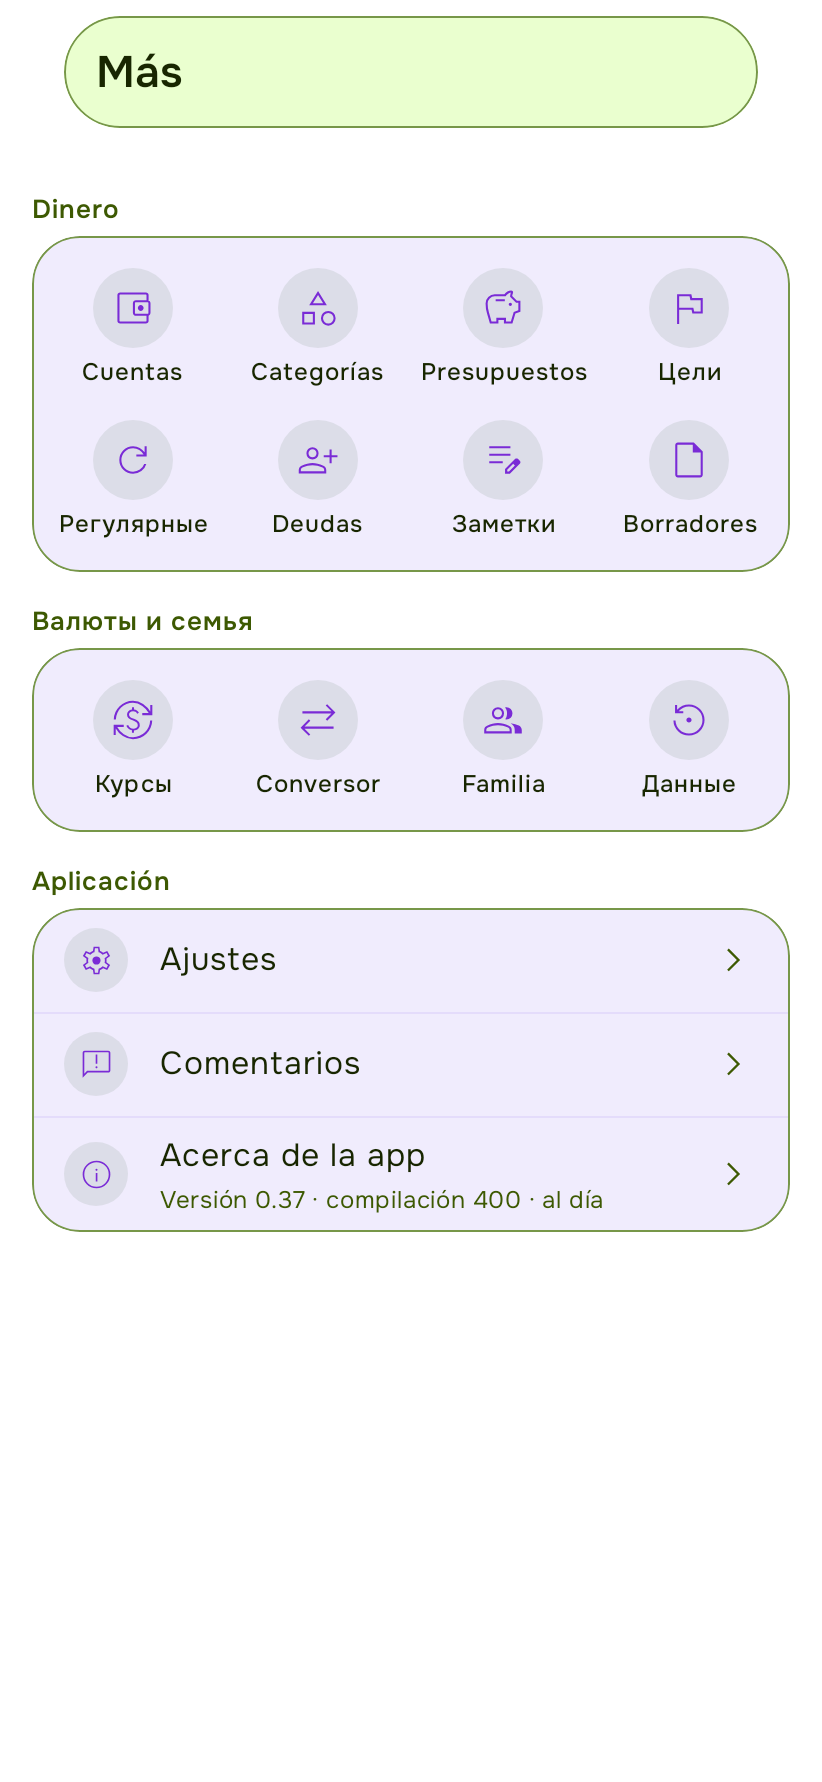 Más
Dinero
Cuentas
Categorías
Presupuestos
Цели
Регулярные
Deudas
Заметки
Borradores
Валюты и семья
Курсы
Conversor
Familia
Данные
Aplicación
Ajustes
Comentarios
Acerca de la app
Versión 0.37 · compilación 400 · al día